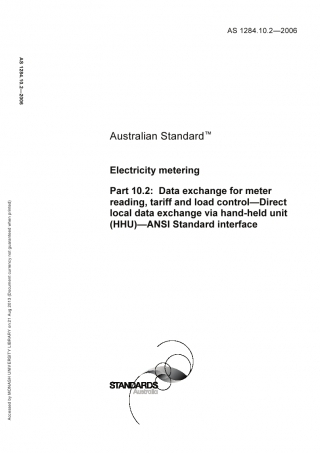 AS 1284.10.2—2006
AS 1284.10.2—2006
Australian Standard™
Electricity metering
Part 10.2: Data exchange for meter
reading, tariff and load control—Direct
local data exchange via hand-held unit
(HHU)—ANSI Standard interface
Accessed by MONASH UNIVERSITY LIBRARY on 21 Aug 2013 (Document currency not guaranteed when printed)
STANDARDS
Australia